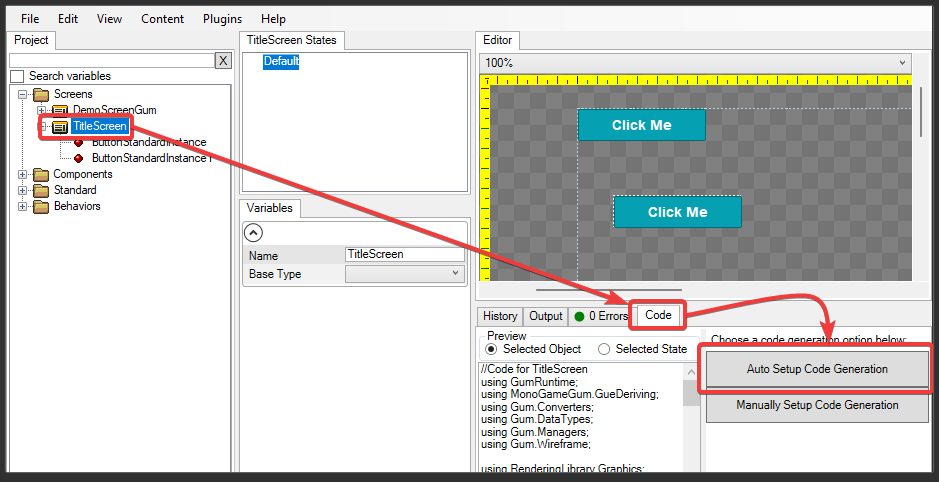 File Edit View Content Plugins Help
Project
X
Search variables
Screens
DemoScreenGum
TitleScreen
ButtonStandardInstance
ButtonStandardInstance1
Components
Standard
Behaviors
TitleScreen States
Default
Variables
Name TitleScreen
Base Type
Editor
100%
Click Me
Click Me
History Output 0 Errors Code
Preview
Selected Object Selected State
//Code for TitleScreen
using GumRuntime;
using MonoGameGum.GueDeriving;
using Gum.Converters;
using Gum.DataTypes;
using Gum.Managers;
using Gum.Wireframe;
using RenderingLibrary.Graphics;
Choose a code generation option below:
Auto Setup Code Generation
Manually Setup Code Generation